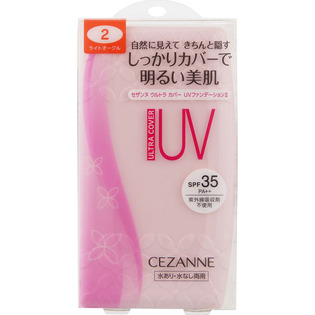 2
ライトオークル
自然に見えて きちんと隠す
しっかりカバーで
明るい美肌
セザンヌ ウルトラ カバー UVファンデーションⅡ
ULTRA COVER
UV
SPF35
PA++
紫外線吸収剤
不使用
CEZANNE
水あり・水なし両用